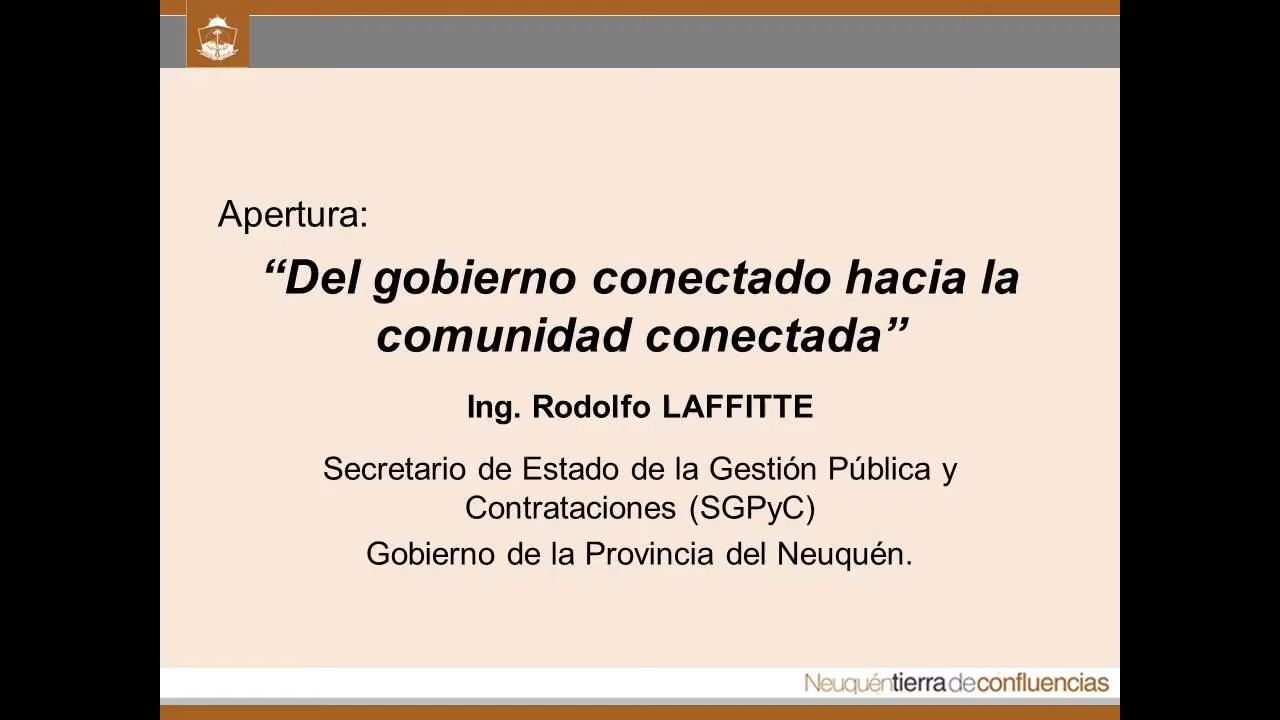 Apertura:
“Del gobierno conectado hacia la
comunidad conectada”
Ing. Rodolfo LAFFITTE
Secretario de Estado de la Gestión Pública y
Contrataciones (SGPyC)
Gobierno de la Provincia del Neuquén.
Neuquéntierradeconfluencias